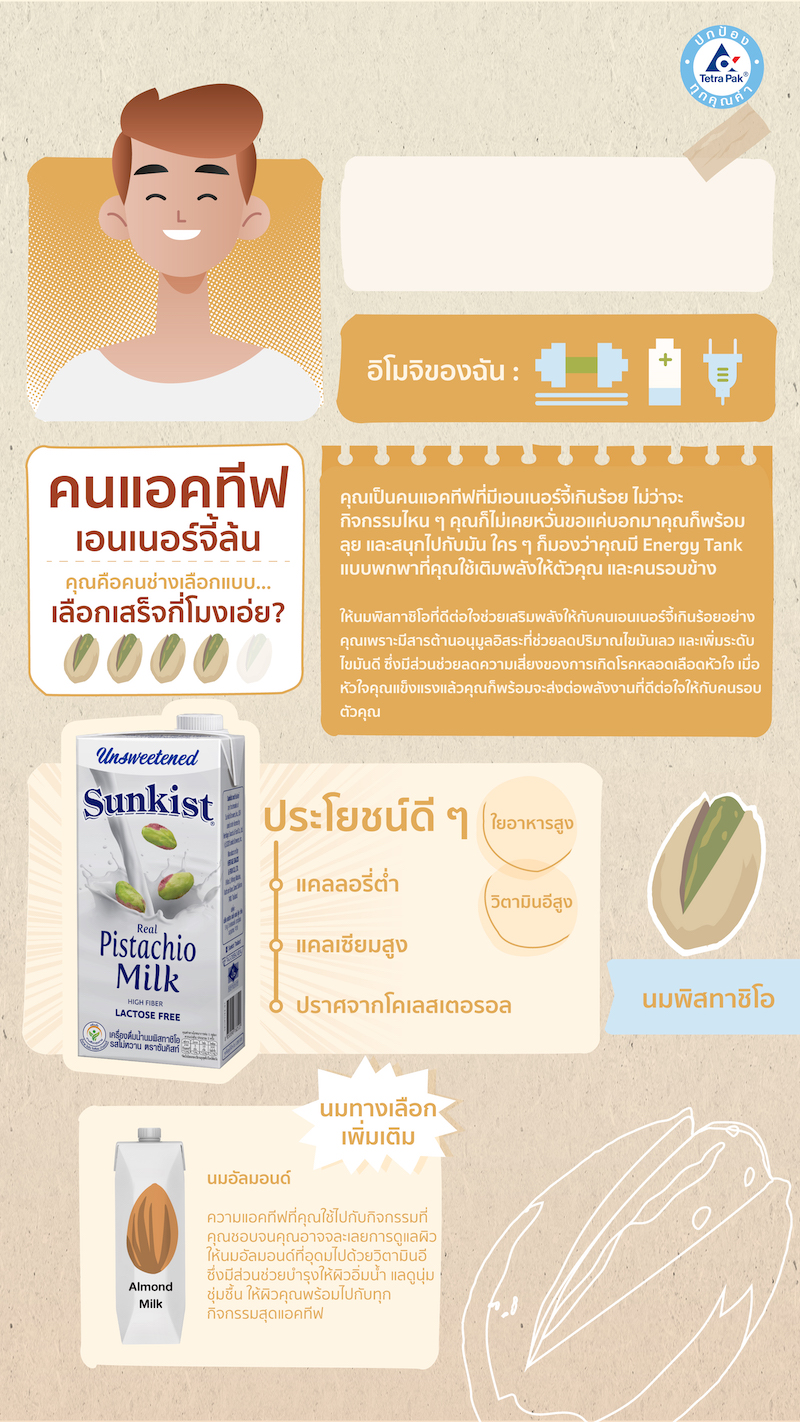 ปกป้อง
Tetra Pak®
ทุกคุณค่า
อิโมจิของฉัน :
คนแอคทีฟ
เอนเนอร์จี้ล้น
คุณคือคนช่างเลือกแบบ...
เลือกเสร็จกี่โมงเอ่ย?
คุณเป็นคนแอคทีฟที่มีเอนเนอร์จี้เกินร้อย ไม่ว่าจะ
กิจกรรมไหน ๆ คุณก็ไม่เคยหวั่นขอแค่บอกมาคุณก็พร้อม
ลุย และสนุกไปกับมัน ใคร ๆ ก็มองว่าคุณมี Energy Tank
แบบพกพาที่คุณใช้เติมพลังให้ตัวคุณ และคนรอบข้าง
ให้นมพิสทาชิโอที่ดีต่อใจช่วยเสริมพลังให้กับคนเอนเนอร์จี้เกินร้อยอย่าง
คุณเพราะมีสารต้านอนุมูลอิสระที่ช่วยลดปริมาณไขมันเลว และเพิ่มระดับ
ไขมันดี ซึ่งมีส่วนช่วยลดความเสี่ยงของการเกิดโรคหลอดเลือดหัวใจ เมื่อ
หัวใจคุณแข็งแรงแล้วคุณก็พร้อมจะส่งต่อพลังงานที่ดีต่อใจให้กับคนรอบ
ตัวคุณ
Unsweetened
Sunkist
Real
Pistachio
Milk
HIGH FIBER
LACTOSE FREE
เครื่องดื่มน้ำนมพิสทาชิโอ
รสไม่หวาน ตราซันคิสท์
ประโยชน์ดี ๆ
ใยอาหารสูง
แคลลอรี่ต่ำ
วิตามินอีสูง
แคลเซียมสูง
ปราศจากโคเลสเตอรอล
นมพิสทาชิโอ
นมทางเลือก
เพิ่มเติม
นมอัลมอนด์
ความแอคทีฟที่คุณใช้ไปกับกิจกรรมที่
คุณชอบจนคุณอาจจละเลยการดูแลผิว
ให้นมอัลมอนด์ที่อุดมไปด้วยวิตามินอี
ซึ่งมีส่วนช่วยบำรุงให้ผิวอิ่มน้ำ แลดูนุ่ม
ชุ่มชื้น ให้ผิวคุณพร้อมไปกับทุก
กิจกรรมสุดแอคทีฟ
Almond
Milk